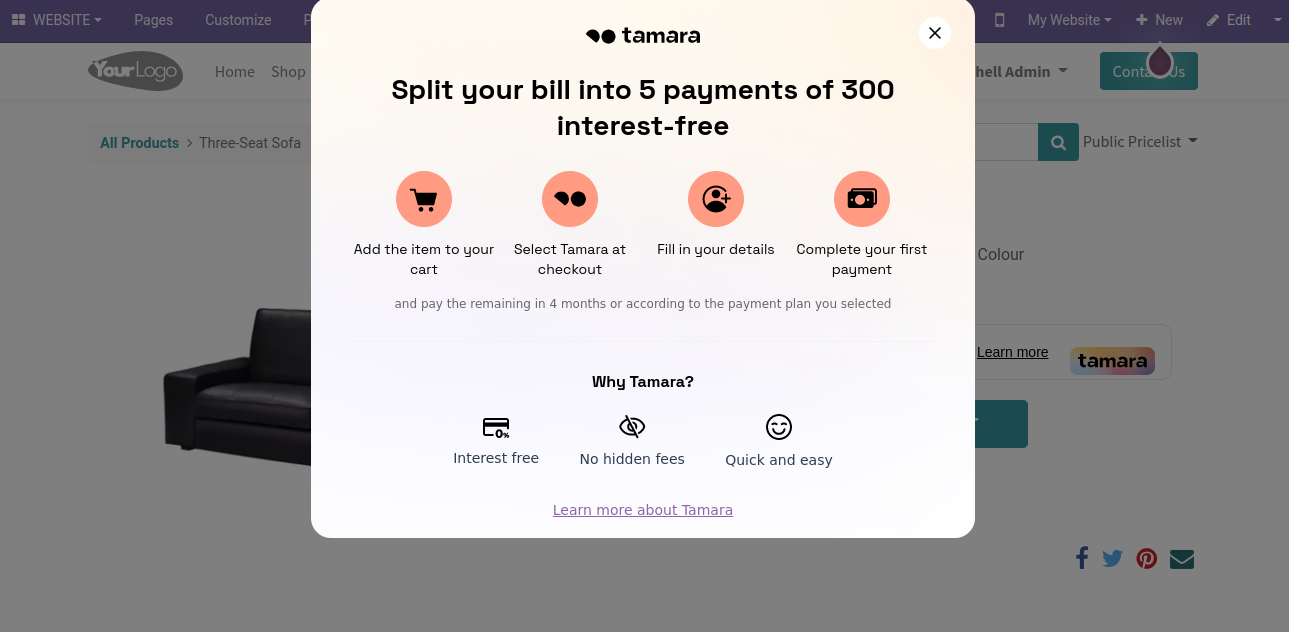 WEBSITE Pages Customize My Website New Edit
tamara
YourLogo Home Shop
hell Admin
Split your bill into 5 payments of 300
interest-free
All Products > Three-Seat Sofa
Public Pricelist
Add the item to your
cart
Select Tamara at
checkout
Fill in your details
Complete your first
payment
Colour
and pay the remaining in 4 months or according to the payment plan you selected
Learn more tamara
Why Tamara?
0%
Interest free
No hidden fees
Quick and easy
Learn more about Tamara